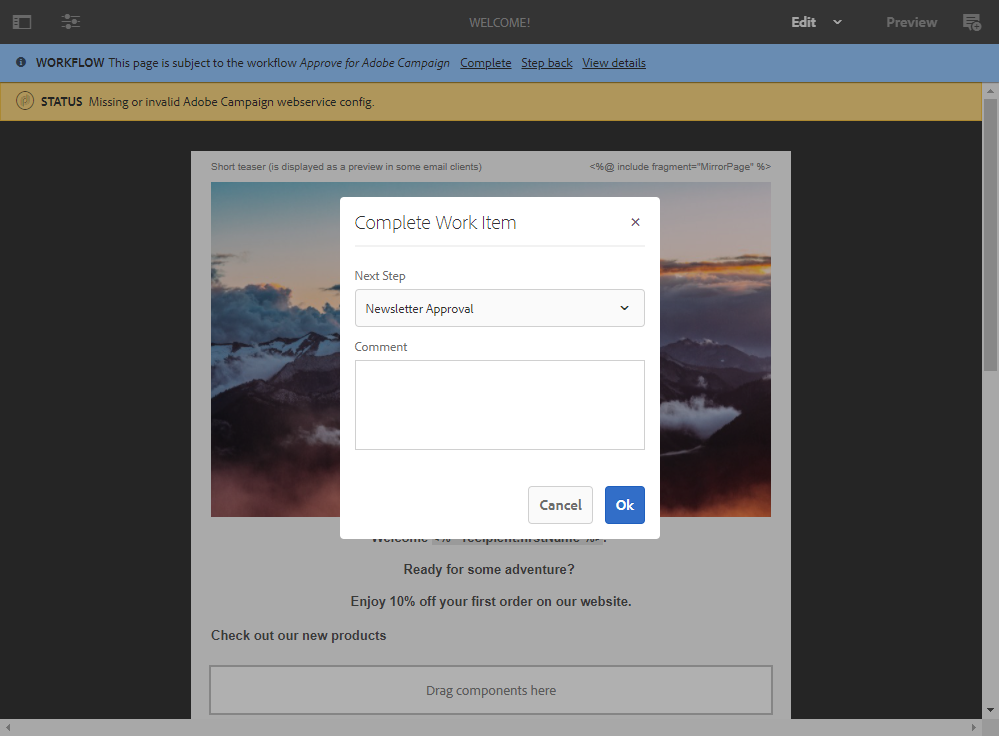 WELCOME!
Edit
Preview
WORKFLOW This page is subject to the workflow Approve for Adobe Campaign Complete Step back View details
STATUS Missing or invalid Adobe Campaign webservice config.
Short teaser (is displayed as a preview in some email clients)
<%@ include fragment="MirrorPage" %>
Complete Work Item
Next Step
Newsletter Approval
Comment
Cancel
Ok
Welcome
Ready for some adventure?
Enjoy 10% off your first order on our website.
Check out our new products
Drag components here